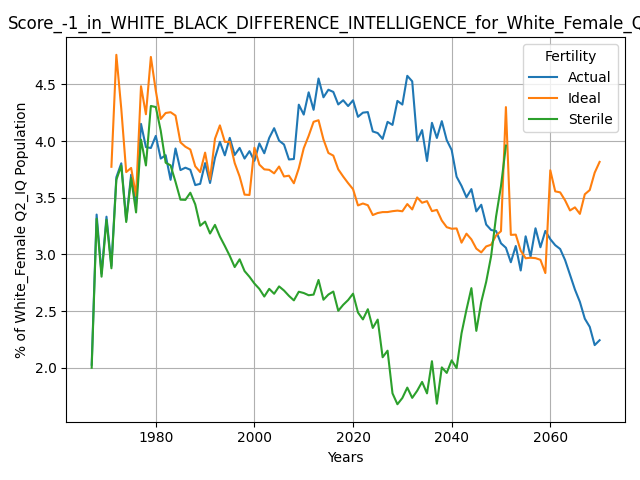 Score_-1_in_WHITE_BLACK_DIFFERENCE_INTELLIGENCE_for_White_Female_Q
Fertility
Actual
Ideal
Sterile
% of White_Female Q2_IQ Population
4.5
4.0
3.5
3.0
2.5
2.0
1980
2000
2020
2040
2060
Years